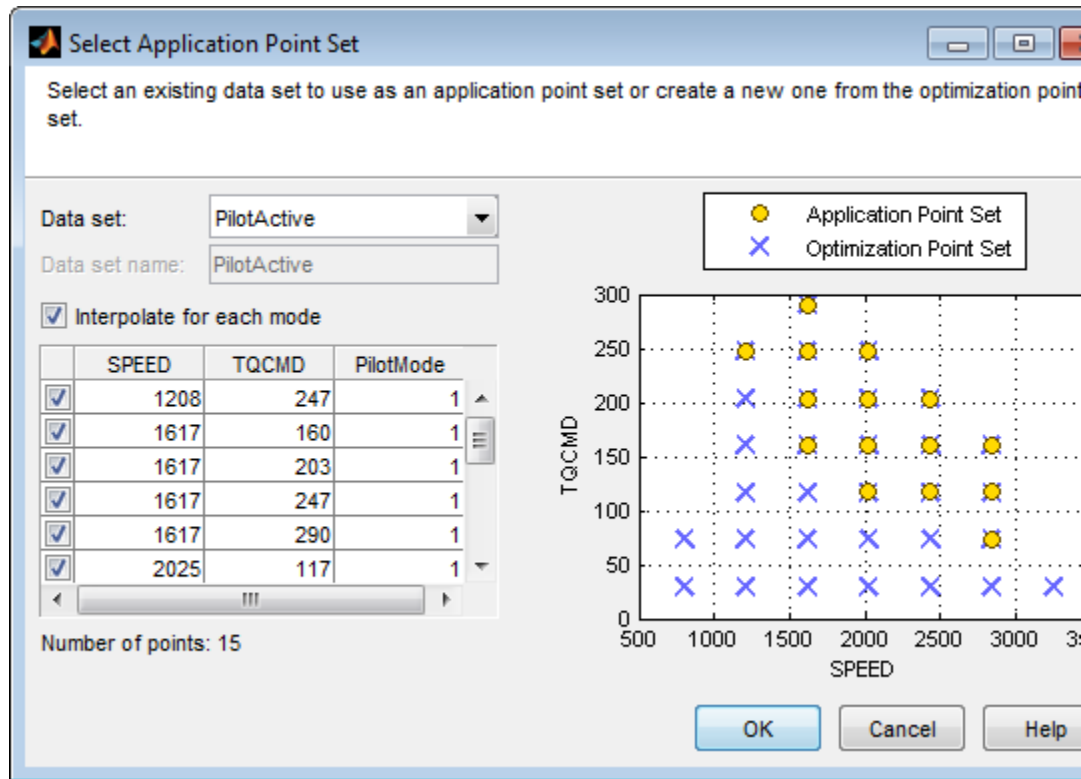 Select Application Point Set
Select an existing data set to use as an application point set or create a new one from the optimization point
set.
Data set: PilotActive
Data set name: PilotActive
Interpolate for each mode
SPEED TQCMD PilotMode
1208 247 1
1617 160 1
1617 203 1
1617 247 1
1617 290 1
2025 117 1
Number of points: 15
Application Point Set
Optimization Point Set
300
250
200
150
100
50
0
TQCMD
500 1000 1500 2000 2500 3000
SPEED
OK Cancel Help